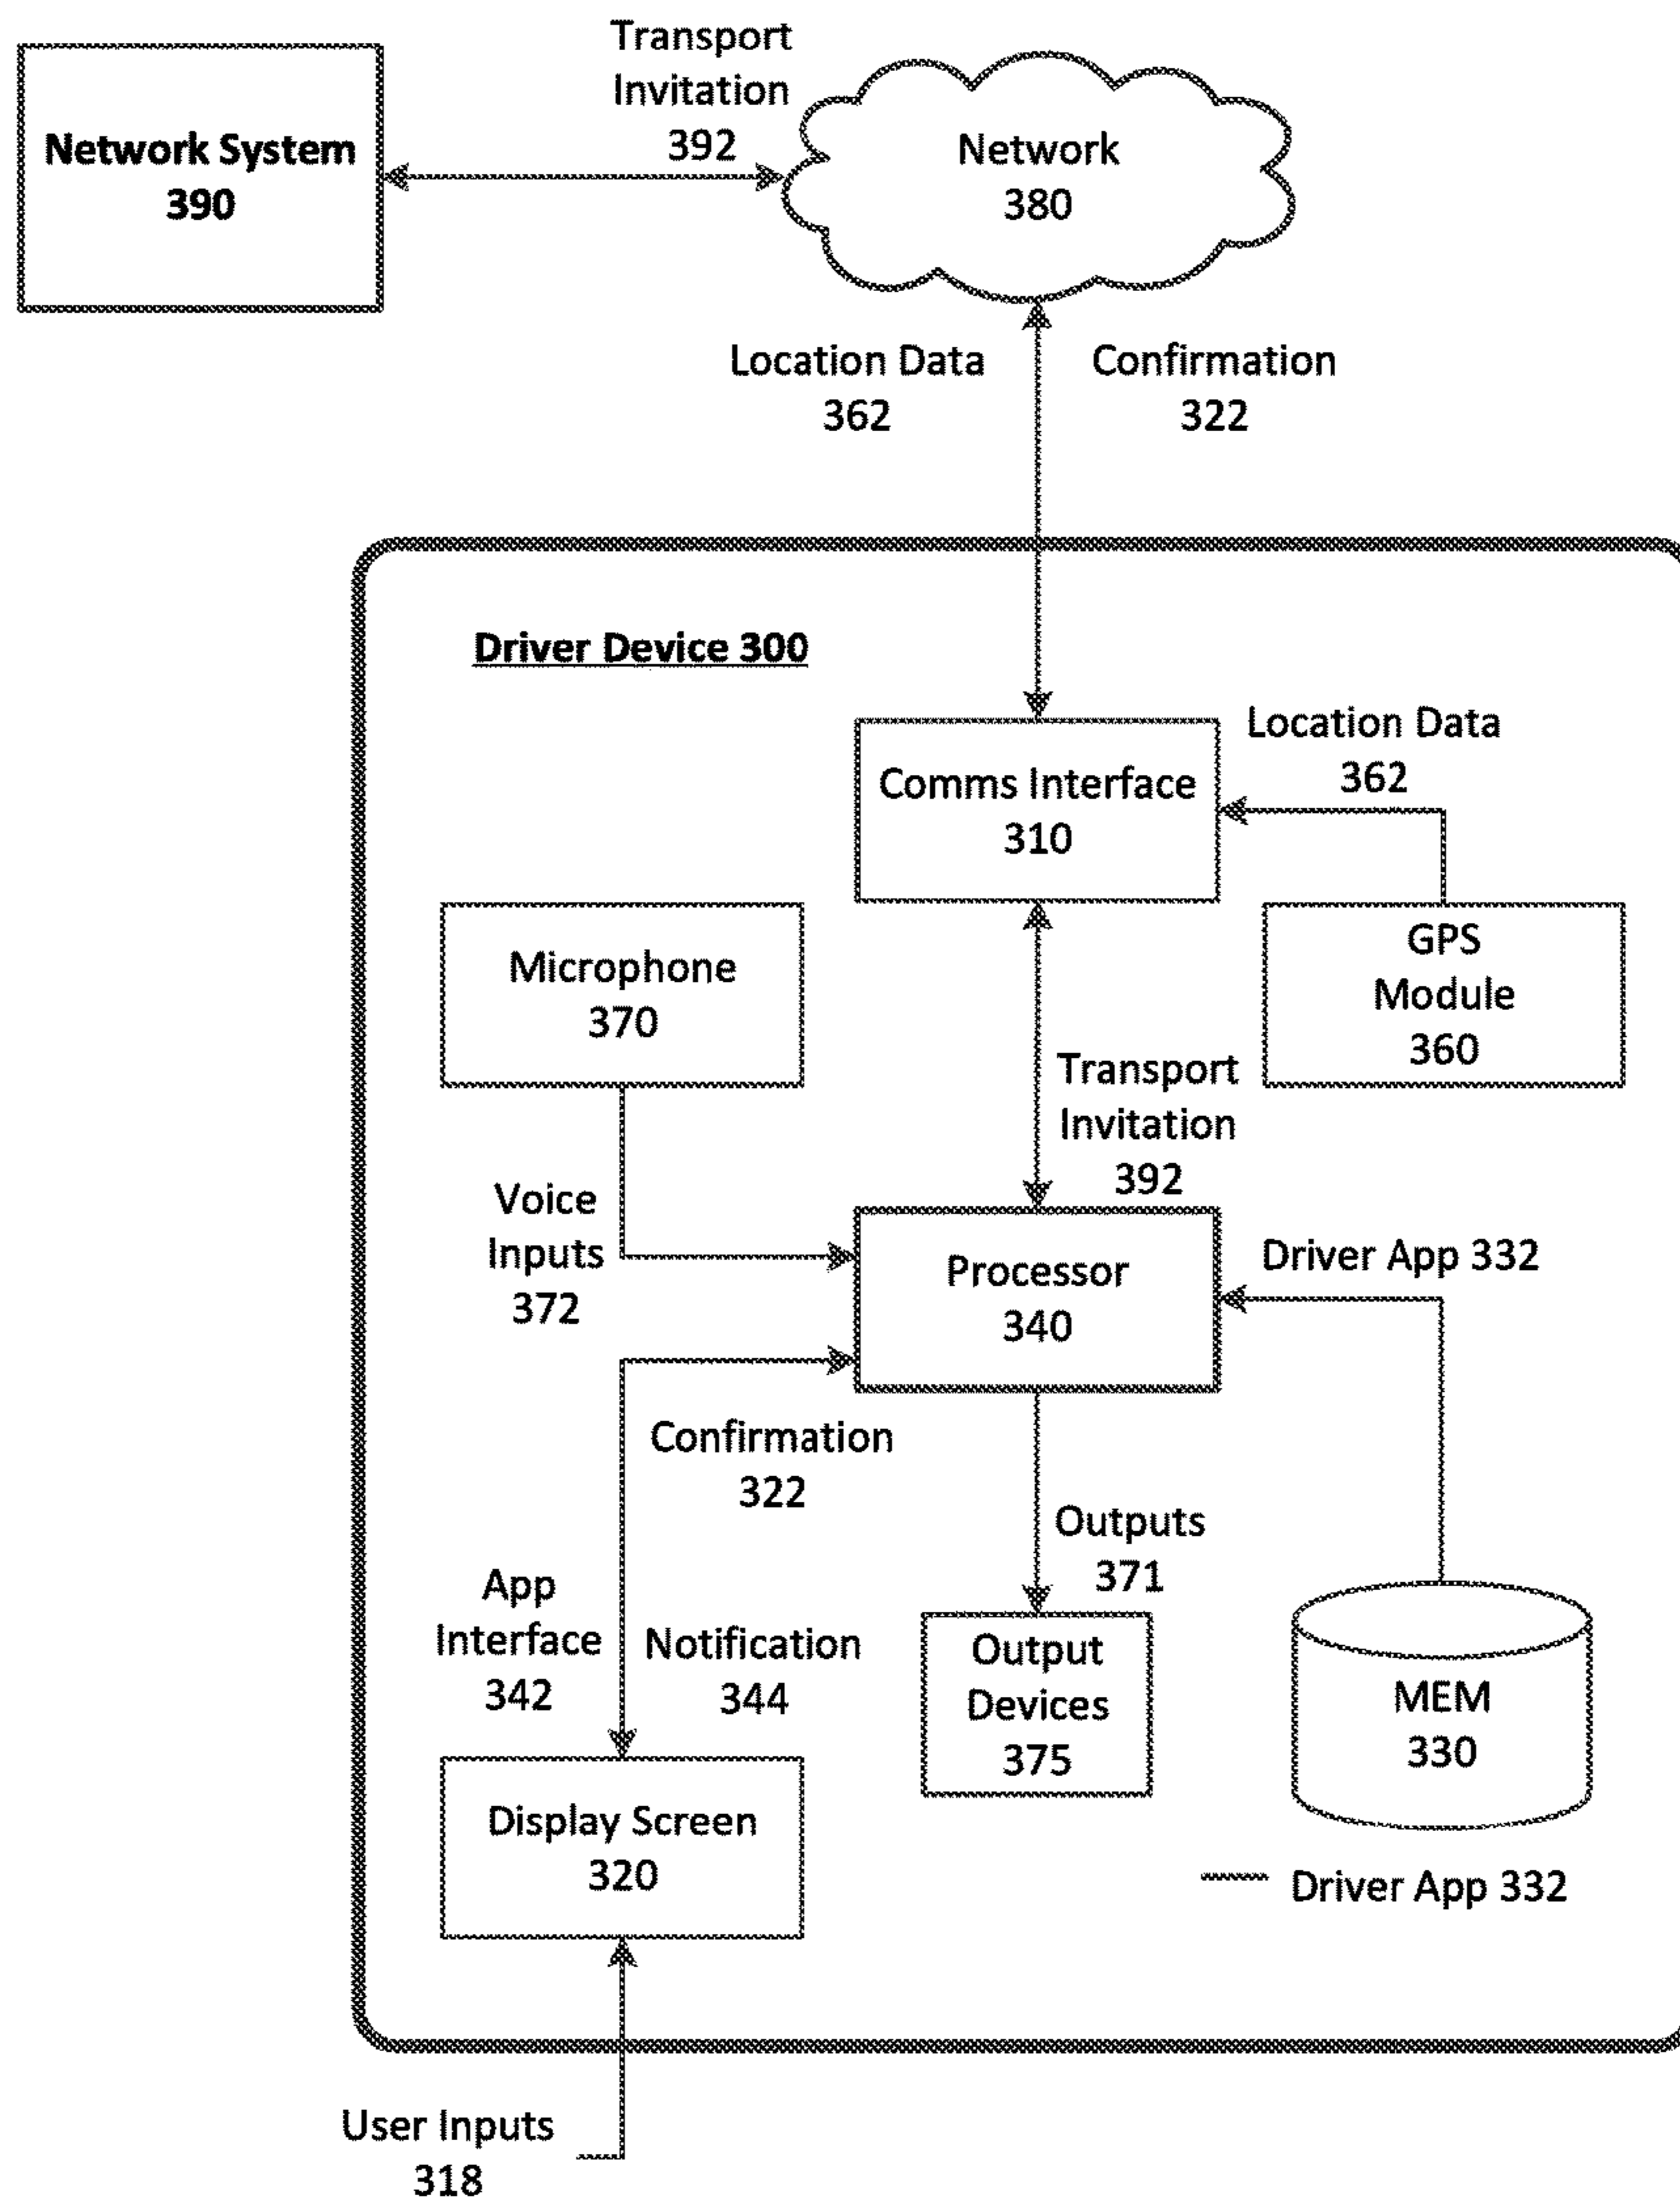 Transport
Invitation
392
Network System
390
Network
380
Location Data
362
Confirmation
322
Driver Device 300
Comms Interface
310
Location Data
362
Microphone
370
GPS
Module
360
Transport
Invitation
392
Voice
Inputs
372
Processor
340
Driver App 332
Confirmation
322
Outputs
371
App
Interface
342
Notification
344
Output
Devices
375
MEM
330
Display Screen
320
Driver App 332
User Inputs
318